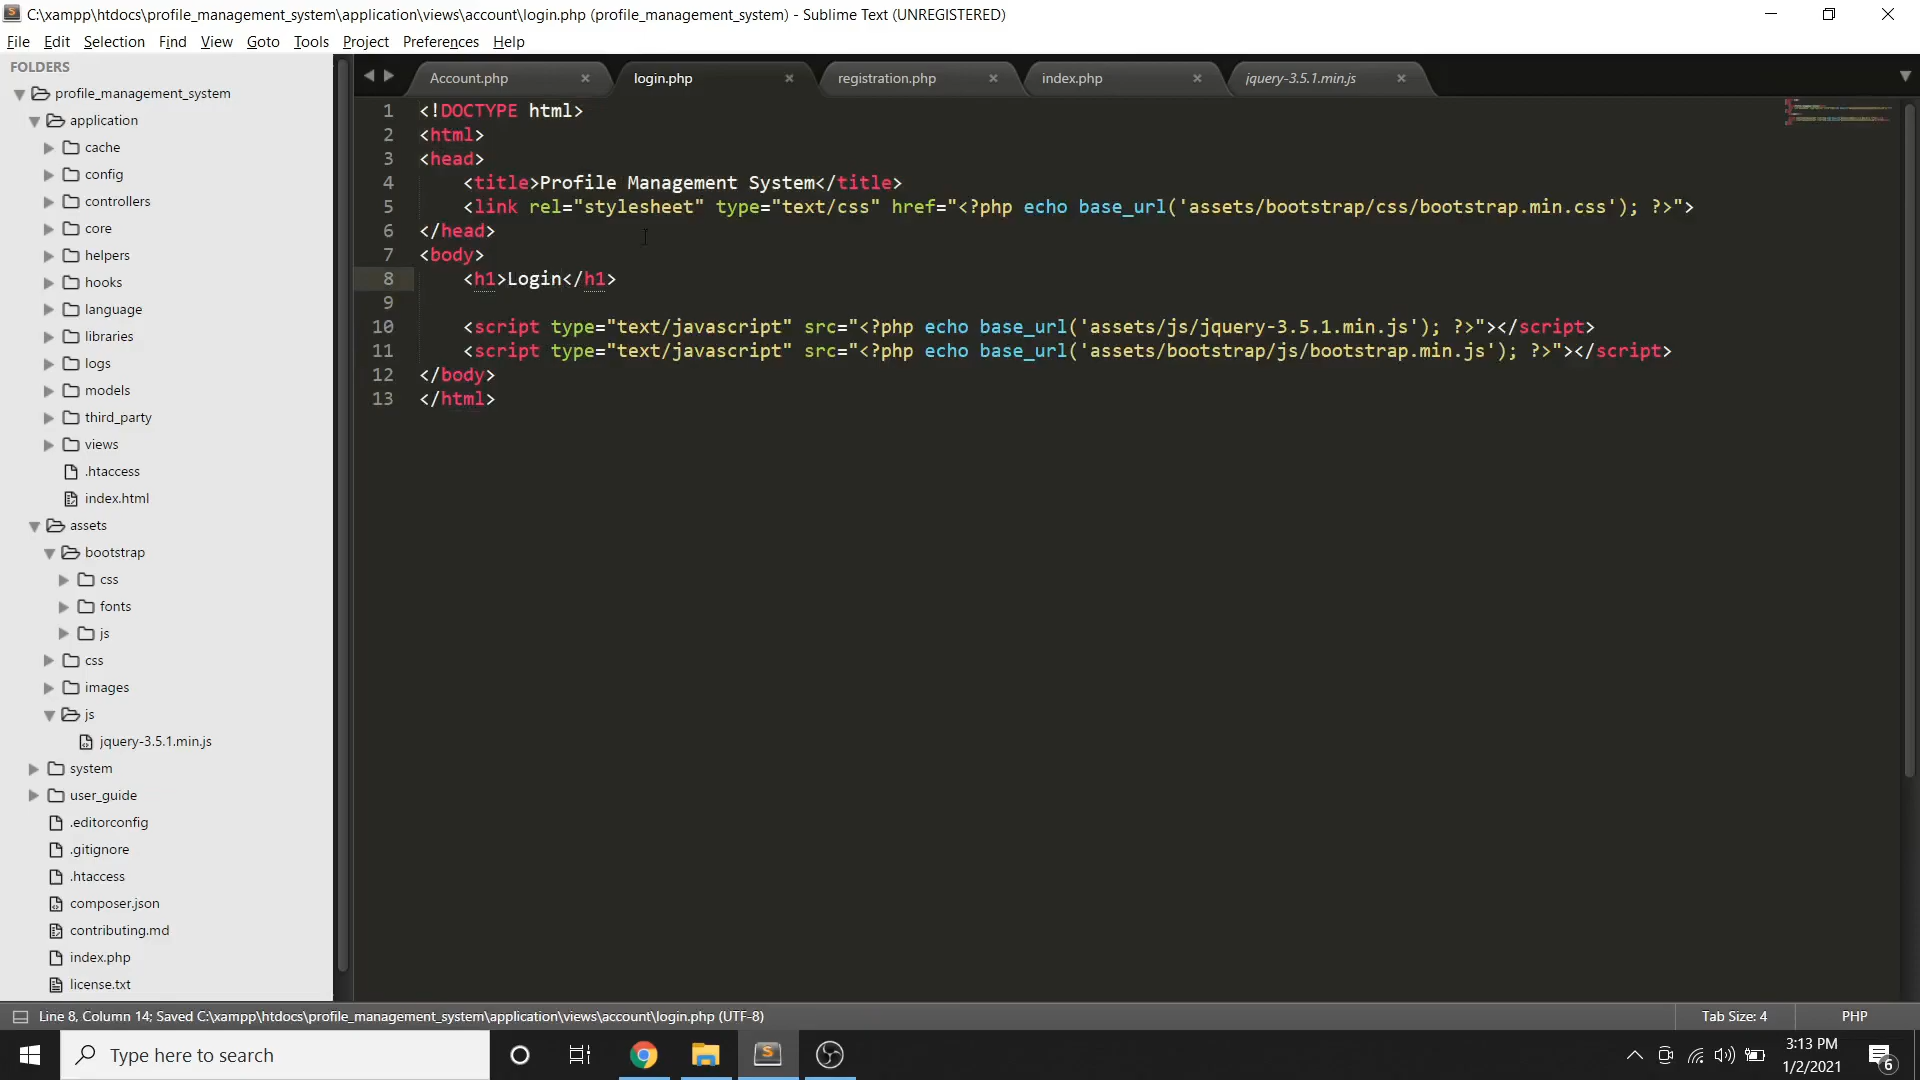 C:\xampp\htdocs\profile_management_system\application\views\account\login.php (profile_management_system) - Sublime Text (UNREGISTERED)
File Edit Selection Find View Goto Tools Project Preferences Help
FOLDERS
profile_management_system
application
cache
config
controllers
core
helpers
hooks
language
libraries
logs
models
third_party
views
.htaccess
index.html
assets
bootstrap
css
fonts
js
css
images
js
jquery-3.5.1.min.js
system
user_guide
.editorconfig
.gitignore
.htaccess
composer.json
contributing.md
index.php
license.txt
Account.php login.php registration.php index.php jquery-3.5.1.min.js
1 <!DOCTYPE html>
2 <html>
3 <head>
4 <title>Profile Management System</title>
5 <link rel="stylesheet" type="text/css" href="<?php echo base_url('assets/bootstrap/css/bootstrap.min.css'); ?>">
6 </head>
7 <body>
8 <h1>Login</h1>
9
10 <script type="text/javascript" src="<?php echo base_url('assets/js/jquery-3.5.1.min.js'); ?>"></script>
11 <script type="text/javascript" src="<?php echo base_url('assets/bootstrap/js/bootstrap.min.js'); ?>"></script>
12 </body>
13 </html>
Line 8, Column 14; Saved C:\xampp\htdocs\profile_management_system\application\views\account\login.php (UTF-8) Tab Size: 4 PHP
Type here to search
3:13 PM
1/2/2021
6